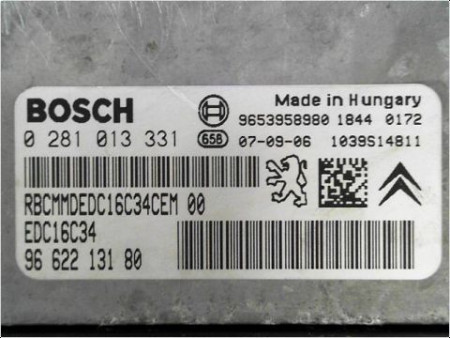 BOSCH
Made in Hungary
9653958980 1844 0172
0 281 013 331 658 07-09-06 1039S14811
RBCMMDEDC16C34CEM 00
EDC16C34
96 622 131 80